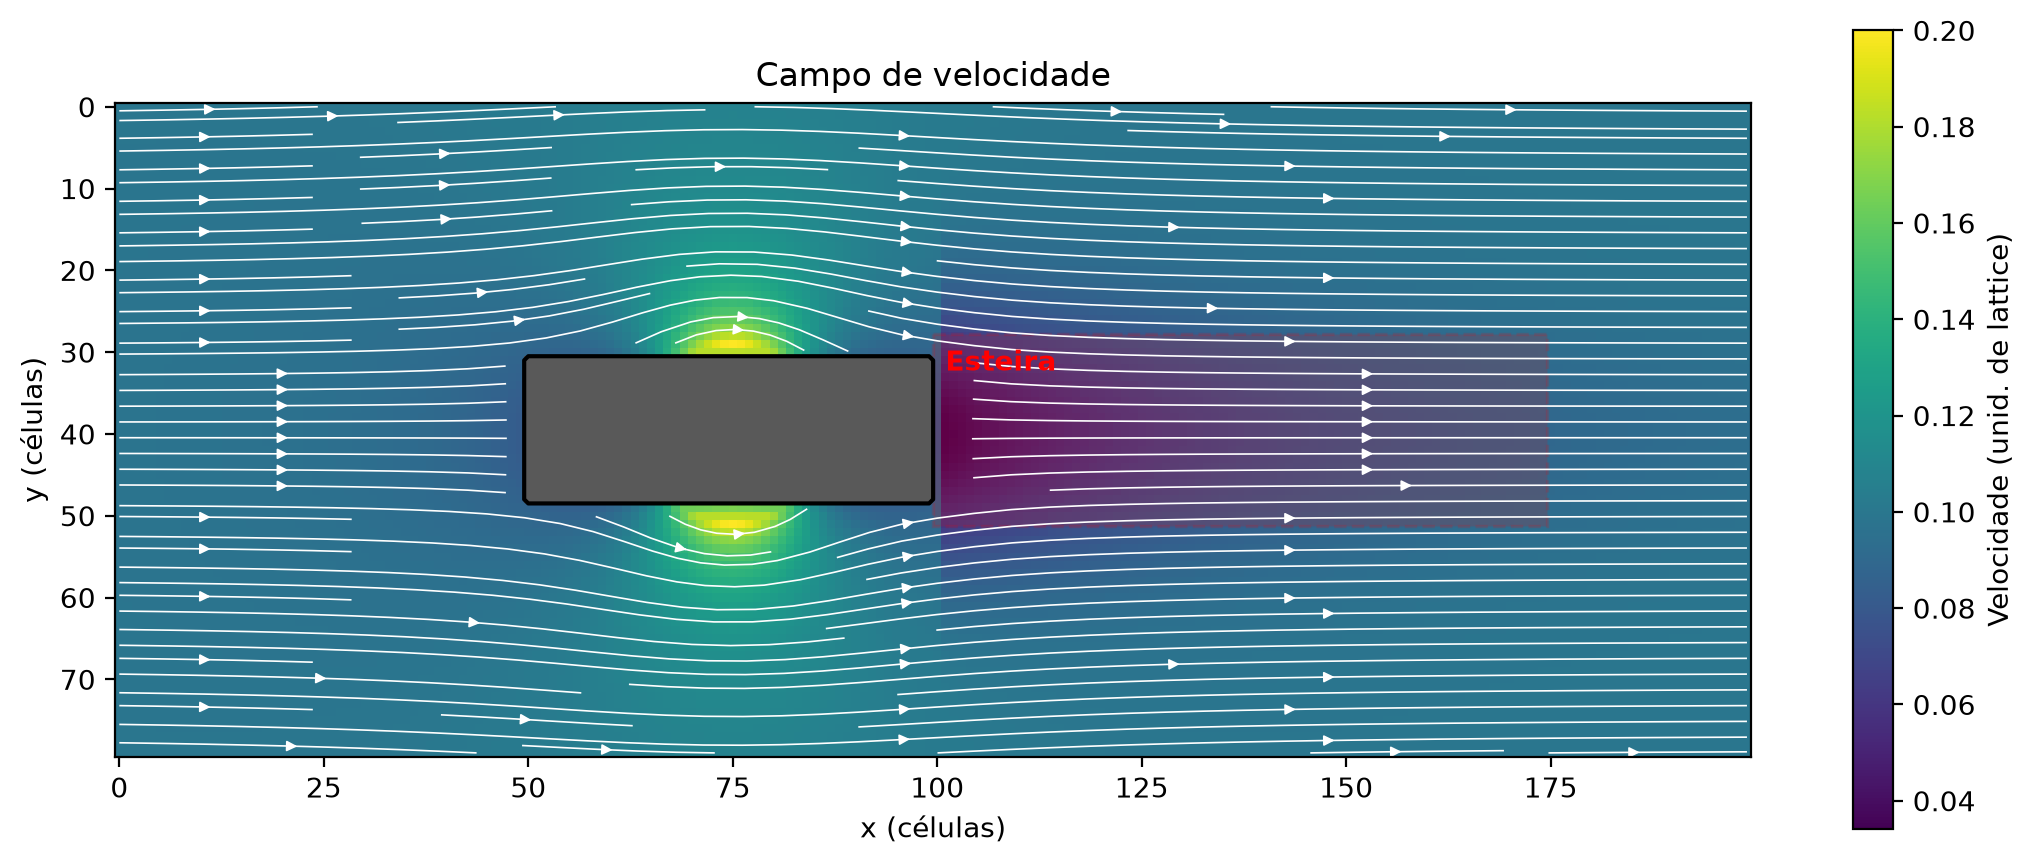 Campo de velocidade
0
10
20
30
40
50
60
70
y (células)
Esteira
0 25 50 75 100 125 150 175
x (células)
0.20
0.18
0.16
0.14
0.12
0.10
0.08
0.06
0.04
Velocidade (unid. de lattice)